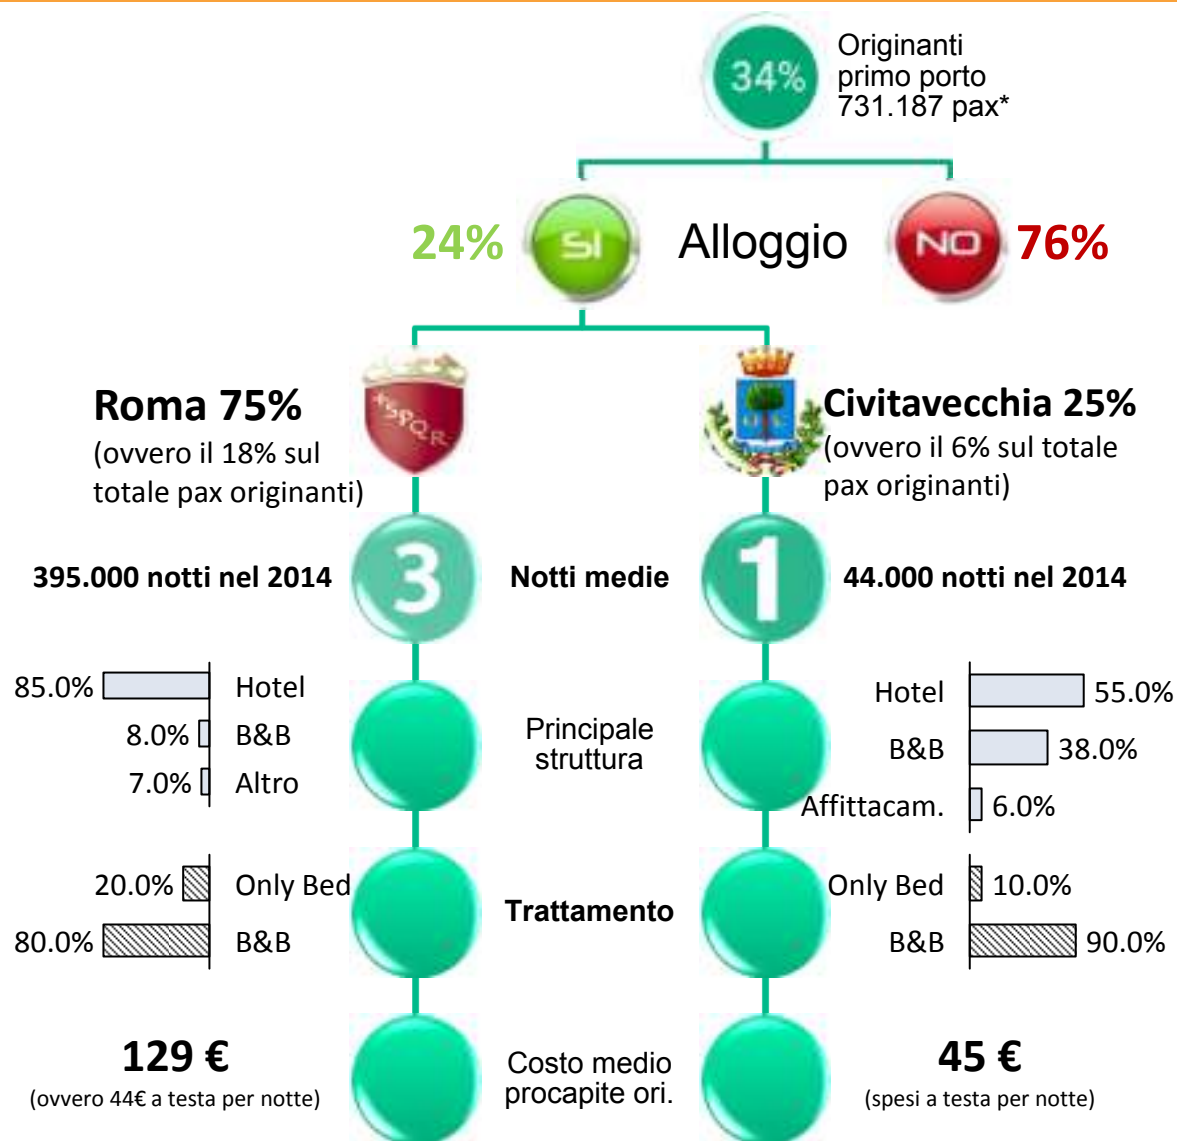 34%
Originanti
primo porto
731.187 pax*
24%
SI
Alloggio
NO
76%
SPQR
Roma 75%
(ovvero il 18% sul
totale pax originanti)
Civitavecchia 25%
(ovvero il 6% sul totale
pax originanti)
395.000 notti nel 2014
3
Notti medie
1
44.000 notti nel 2014
85.0% Hotel
8.0% B&B
7.0% Altro
Principale
struttura
Hotel 55.0%
B&B 38.0%
Affittacam. 6.0%
20.0% Only Bed
80.0% B&B
Trattamento
Only Bed 10.0%
B&B 90.0%
129 €
(ovvero 44€ a testa per notte)
Costo medio
procapite ori.
45 €
(spesi a testa per notte)